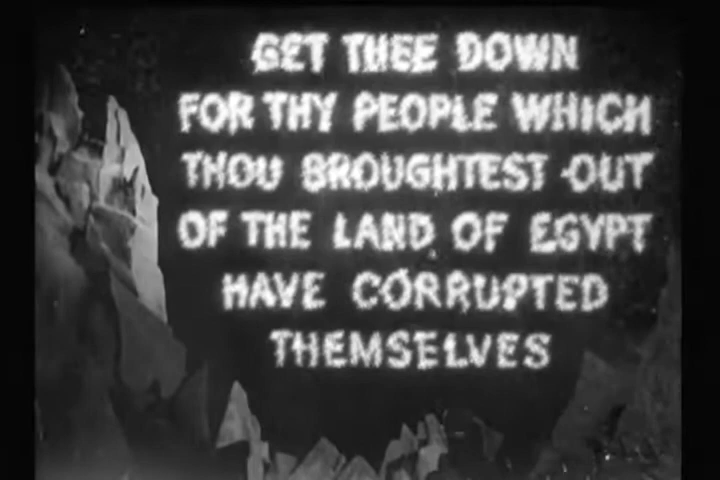 GET THEE DOWN
FOR THY PEOPLE WHICH
THOU BROUGHTEST OUT
OF THE LAND OF EGYPT
HAVE CORRUPTED
THEMSELVES